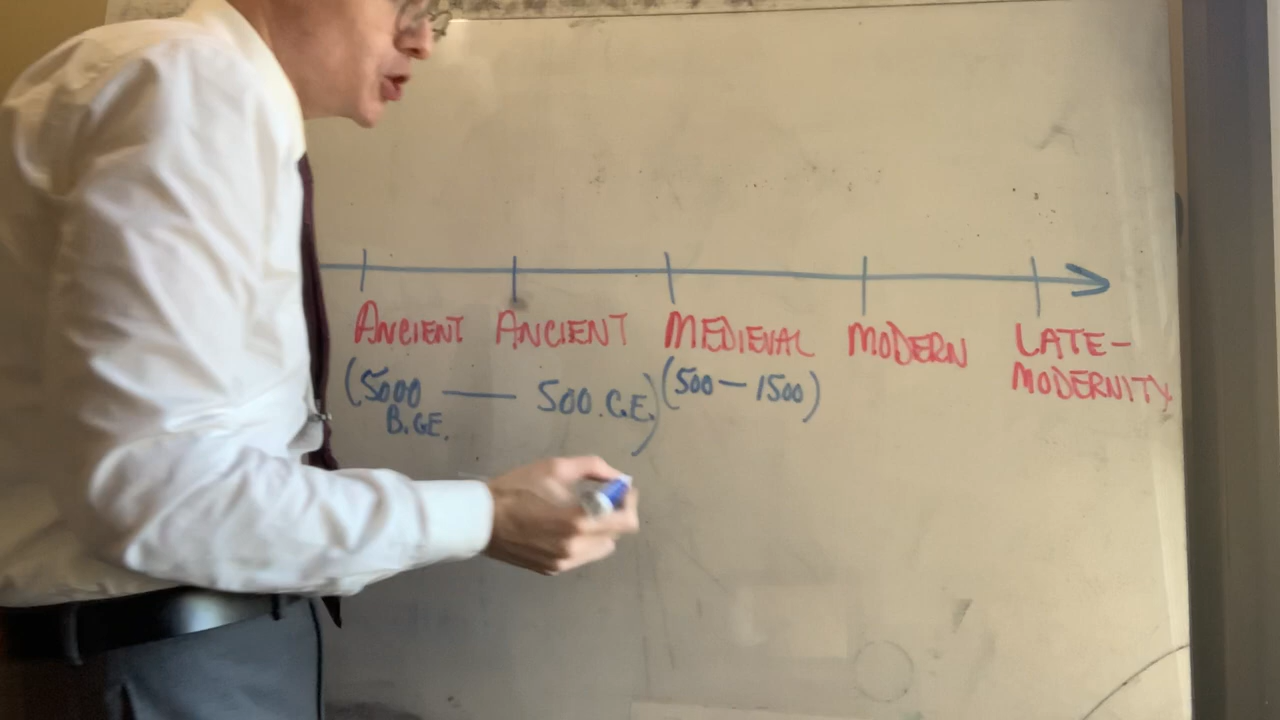 ANCIENT ANCIENT MEDIEVAL MODERN LATE-
MODERNITY
(5000 — 500.C.E.) (500 — 1500)
B.C.E.